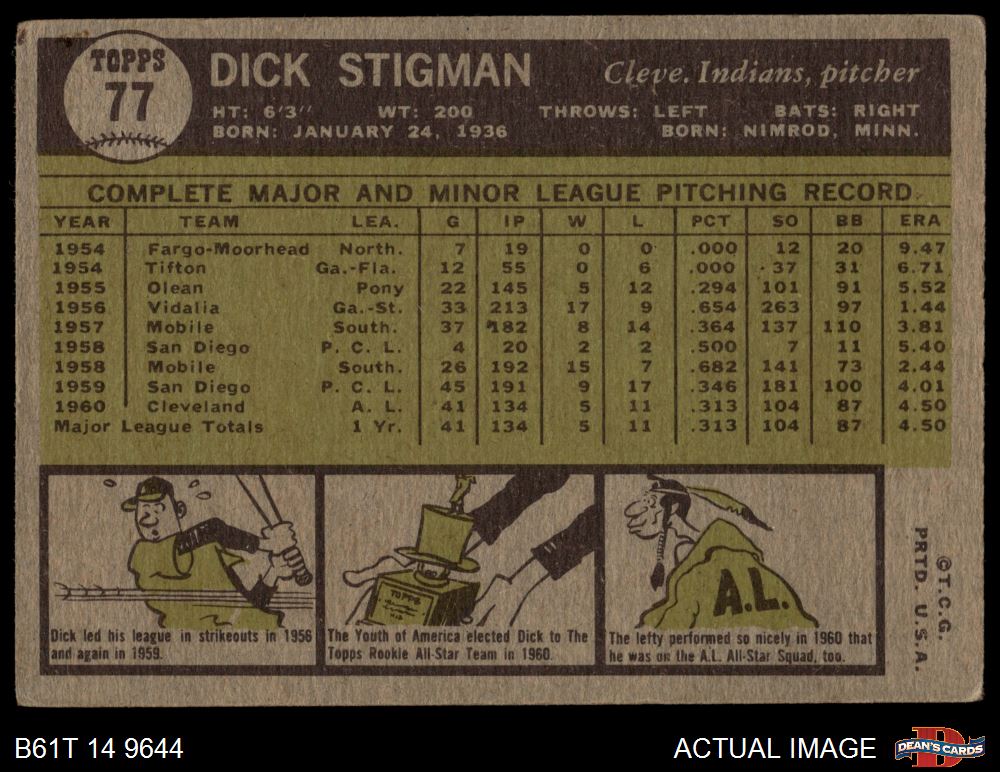 TOPPS
77
DICK STIGMAN
Cleve. Indians, pitcher
HT: 6'3" WT: 200 THROWS: LEFT BATS: RIGHT
BORN: JANUARY 24, 1936 BORN: NIMROD, MINN.
COMPLETE MAJOR AND MINOR LEAGUE PITCHING RECORD
YEAR TEAM LEA. G IP W L PCT SO BB ERA
1954 Fargo-Moorhead North. 7 19 0 0 .000 12 20 9.47
1954 Tifton Ga.-Fla. 12 55 0 6 .000 37 31 6.71
1955 Olean Pony 22 145 5 12 .294 101 91 5.52
1956 Vidalia Ga.-St. 33 213 17 9 .654 263 97 1.44
1957 Mobile South. 37 182 8 14 .364 137 110 3.81
1958 San Diego P. C. L. 4 20 2 2 .500 7 11 5.40
1958 Mobile South. 26 192 15 7 .682 141 73 2.44
1959 San Diego P. C. L. 45 191 9 17 .346 181 100 4.01
1960 Cleveland A. L. 41 134 5 11 .313 104 87 4.50
Major League Totals 1 Yr. 41 134 5 11 .313 104 87 4.50
Dick led his league in strikeouts in 1956
and again in 1959.
TOPPS
The Youth of America elected Dick to The
Topps Rookie All-Star Team in 1960.
A.L.
The lefty performed so nicely in 1960 that
he was on the A.L. All-Star Squad, too.
©T.C.G.
PRTD. U.S.A.
B61T 14 9644
ACTUAL IMAGE
D
DEAN'S CARDS